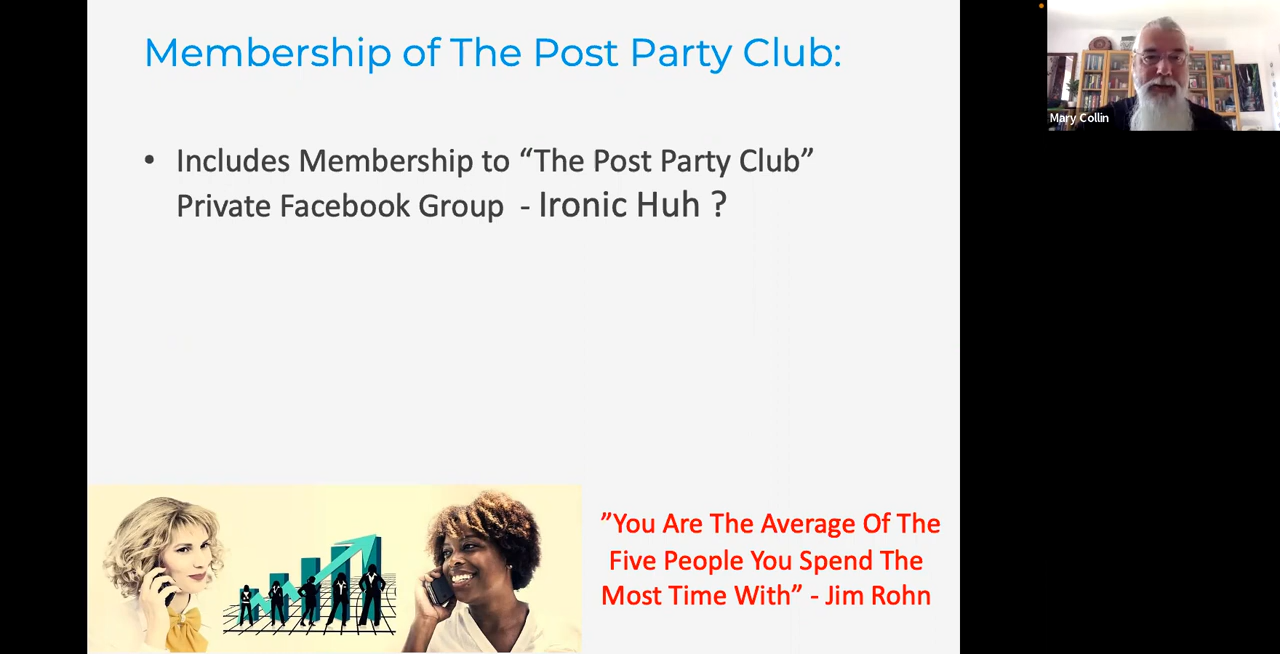 Membership of The Post Party Club:
• Includes Membership to “The Post Party Club”
Private Facebook Group - Ironic Huh ?
”You Are The Average Of The
Five People You Spend The
Most Time With” - Jim Rohn
Mary Collin